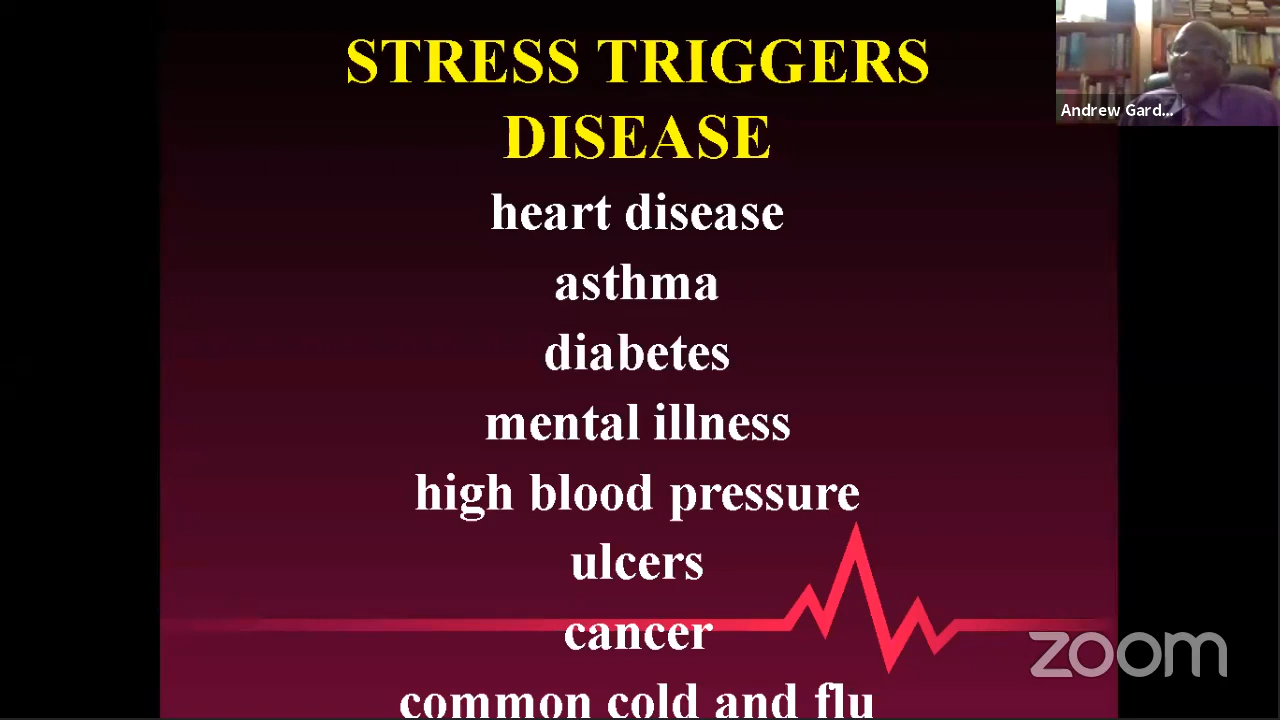 STRESS TRIGGERS
DISEASE
Andrew Gard...
heart disease
asthma
diabetes
mental illness
high blood pressure
ulcers
cancer
zoom
common cold and flu